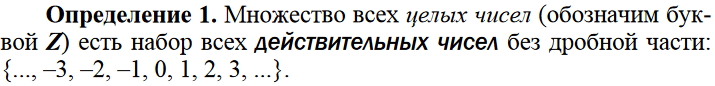 Определение 1. Множество всех целых чисел (обозначим бук-
вой Z) есть набор всех действительных чисел без дробной части:
{..., –3, –2, –1, 0, 1, 2, 3, ...}.